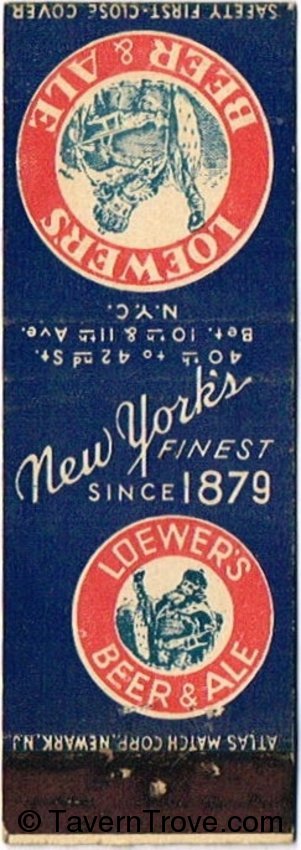 SAFETY FIRST-CLOSE COVER
LOEWER'S
BEER & ALE
40th to 42nd St.
Bet. 10th & 11th Ave.
N.Y.C.
New York's
FINEST
SINCE 1879
LOEWER'S
BEER & ALE
ATLAS MATCH CORP. NEWARK, N.J.
© TavernTrove.com